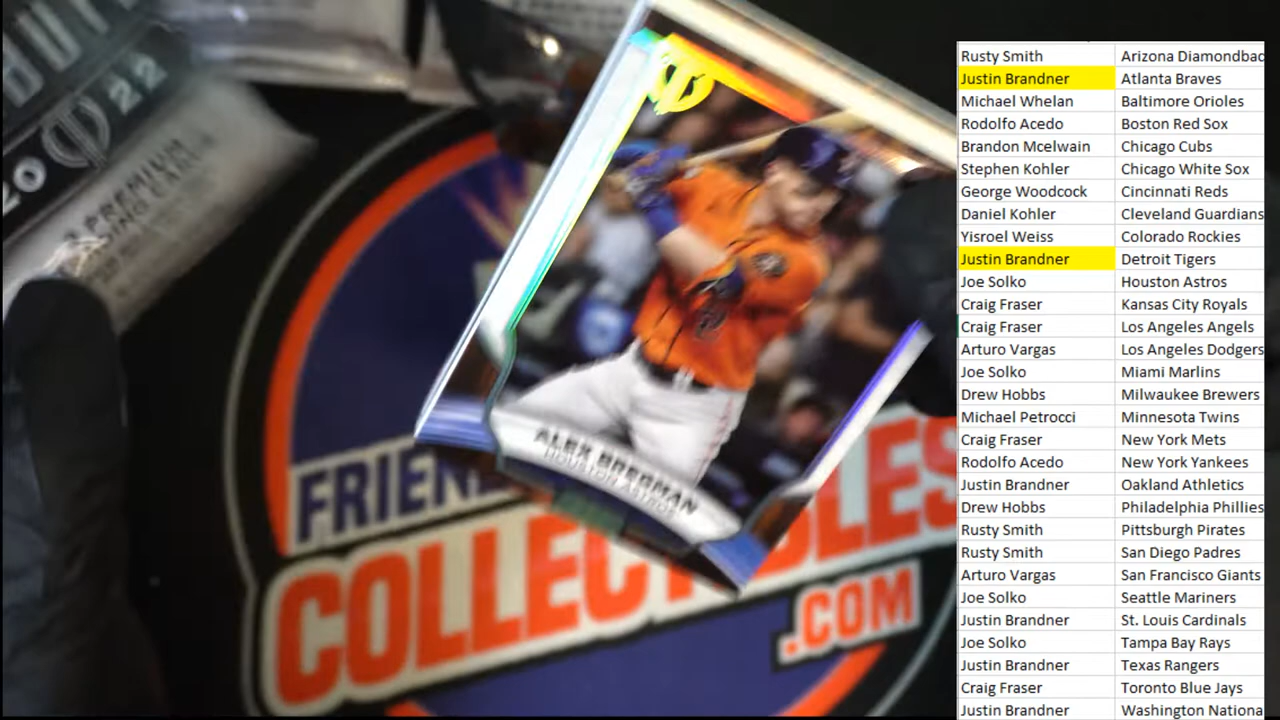 20 22
PREMIUM
ALEX BREGMAN
HOUSTON ASTROS
FRIEN
COLLECTIBLES
.COM
Rusty Smith Arizona Diamondbac
Justin Brandner Atlanta Braves
Michael Whelan Baltimore Orioles
Rodolfo Acedo Boston Red Sox
Brandon Mcelwain Chicago Cubs
Stephen Kohler Chicago White Sox
George Woodcock Cincinnati Reds
Daniel Kohler Cleveland Guardians
Yisroel Weiss Colorado Rockies
Justin Brandner Detroit Tigers
Joe Solko Houston Astros
Craig Fraser Kansas City Royals
Craig Fraser Los Angeles Angels
Arturo Vargas Los Angeles Dodgers
Joe Solko Miami Marlins
Drew Hobbs Milwaukee Brewers
Michael Petrocci Minnesota Twins
Craig Fraser New York Mets
Rodolfo Acedo New York Yankees
Justin Brandner Oakland Athletics
Drew Hobbs Philadelphia Phillies
Rusty Smith Pittsburgh Pirates
Rusty Smith San Diego Padres
Arturo Vargas San Francisco Giants
Joe Solko Seattle Mariners
Justin Brandner St. Louis Cardinals
Joe Solko Tampa Bay Rays
Justin Brandner Texas Rangers
Craig Fraser Toronto Blue Jays
Justin Brandner Washington Nationa